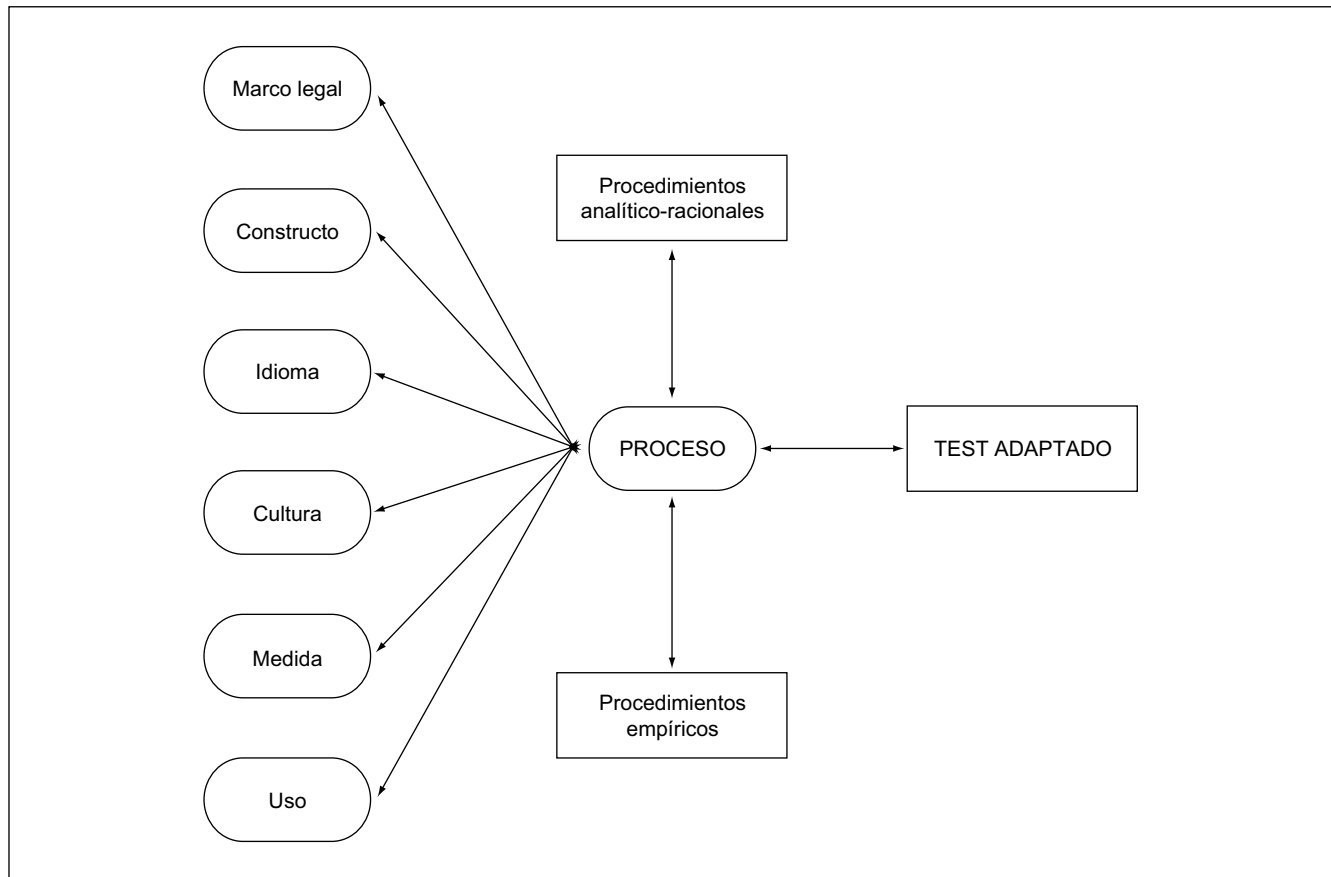 Marco legal
Constructo
Idioma
Cultura
Medida
Uso
Procedimientos
analítico-racionales
PROCESO
Procedimientos
empíricos
TEST ADAPTADO